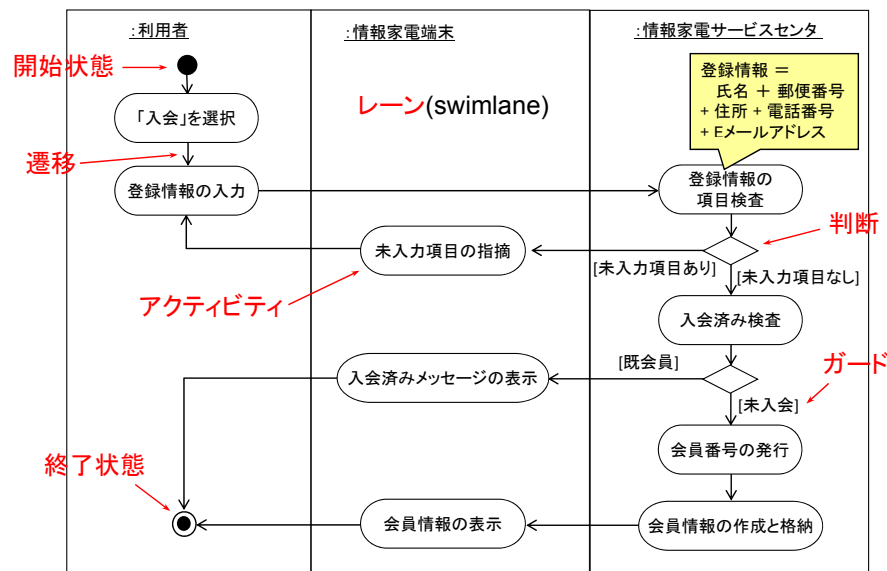 :利用者
:情報家電端末
:情報家電サービスセンタ
開始状態
登録情報 =
氏名 + 郵便番号
+ 住所 + 電話番号
+ Eメールアドレス
「入会」を選択
レーン(swimlane)
遷移
登録情報の入力
登録情報の
項目検査
判断
未入力項目の指摘
[未入力項目あり]
[未入力項目なし]
アクティビティ
入会済み検査
[既会員]
ガード
入会済みメッセージの表示
[未入会]
会員番号の発行
終了状態
会員情報の表示
会員情報の作成と格納